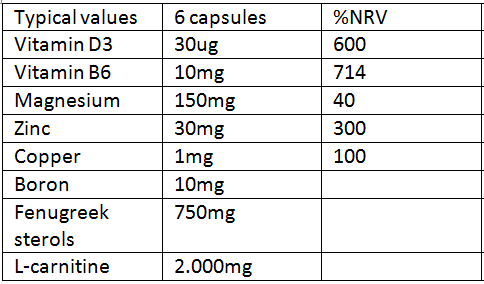 Typical values 6 capsules %NRV
Vitamin D3 30ug 600
Vitamin B6 10mg 714
Magnesium 150mg 40
Zinc 30mg 300
Copper 1mg 100
Boron 10mg
Fenugreek 750mg
sterols
L-carnitine 2.000mg